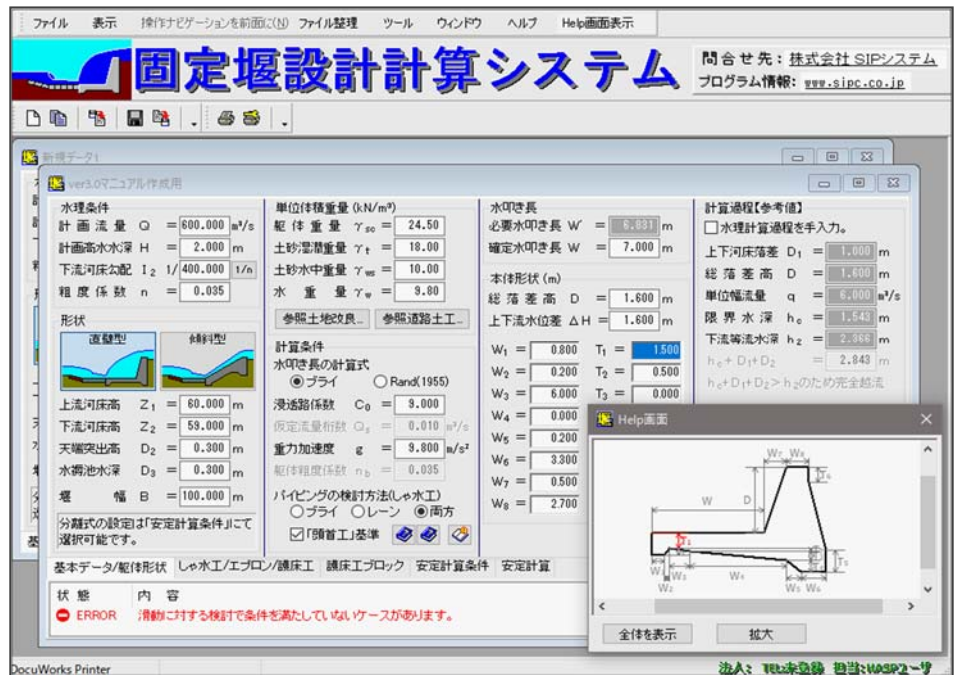 ファイル 表示 操作ナビゲーションを前面に(N) ファイル整理 ツール ウィンドウ ヘルプ Help画面表示
固定堰設計計算システム
問合せ先：株式会社SIPシステム
プログラム情報：www.sipc.co.jp
新規データ1
ver3.0マニュアル作成用
水理条件
計画流量 Q = 600.000 m³/s
計画高水水深 H = 2.000 m
下流河床勾配 I₂ 1/ 400.000 1/n
粗度係数 n = 0.035
形状
直壁型 傾斜型
上流河床高 Z₁ = 60.000 m
下流河床高 Z₂ = 59.000 m
天端突出高 D₂ = 0.300 m
水褥池水深 D₃ = 0.300 m
堰幅 B = 100.000 m
分離式の設定は「安定計算条件」にて
選択可能です。
単位体積重量 (kN/m³)
躯体重量 γsc = 24.50
土砂湿潤重量 γt = 18.00
土砂水中重量 γws = 10.00
水重量 γw = 9.80
参照土地改良… 参照道路土工…
計算条件
水叩き長の計算式
ブライ Rand(1955)
浸透路係数 C₀ = 9.000
仮定流量桁数 Qs = 0.010 m³/s
重力加速度 g = 9.800 m/s²
躯体粗度係数 nb = 0.035
パイピングの検討方法(しゃ水工)
ブライ レーン 両方
「頭首工」基準
水叩き長
必要水叩き長 W' = 6.831 m
確定水叩き長 W = 7.000 m
本体形状 (m)
総落差高 D = 1.600 m
上下流水位差 ΔH = 1.600 m
W₁ = 0.800 T₁ = 1.500
W₂ = 0.200 T₂ = 0.500
W₃ = 6.000 T₃ = 0.000
W₄ = 0.000
W₅ = 0.200
W₆ = 3.300
W₇ = 0.500
W₈ = 2.700
計算過程【参考値】
水理計算過程を手入力。
上下河床落差 D₁ = 1.000 m
総落差高 D = 1.600 m
単位幅流量 q = 6.000 m³/s
限界水深 hc = 1.543 m
下流等流水深 h₂ = 2.366 m
hc+D₁+D₂ = 2.843 m
hc+D₁+D₂>h₂のため完全越流
Help画面
W₇ W₈
W D
T₁
W₃ W₄
W₂ W₅ W₆
全体を表示 拡大
基本データ/躯体形状 しゃ水工/エプロン/護床工 護床工ブロック 安定計算条件 安定計算
状態 内容
ERROR 滑動に対する検討で条件を満たしていないケースがあります。
DocuWorks Printer
法人: TEL未登録 担当:HASPユーザ